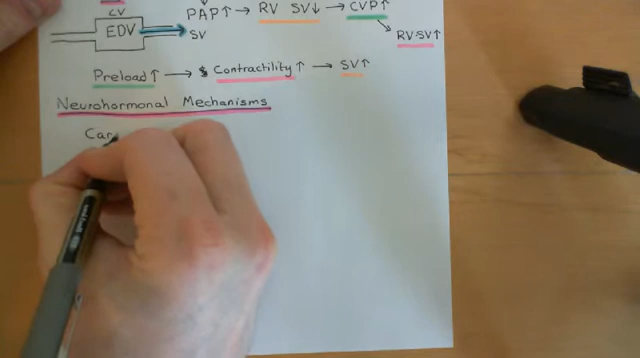 CV
PAP↑ → RV SV↓ → CVP↑
EDV
SV
RV SV↑
Preload↑ → Contractility↑ → SV↑
Neurohormonal Mechanisms
Car